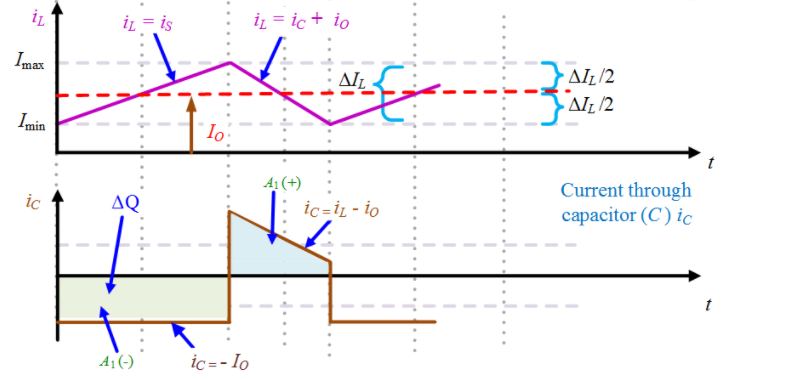 iL
iL = iS
iL = iC + iO
Imax
ΔIL
ΔIL/2
ΔIL/2
Imin
IO
t
A1(+)
iC
ΔQ
iC = iL - iO
Current through
capacitor (C) iC
t
A1(-)
iC = - IO